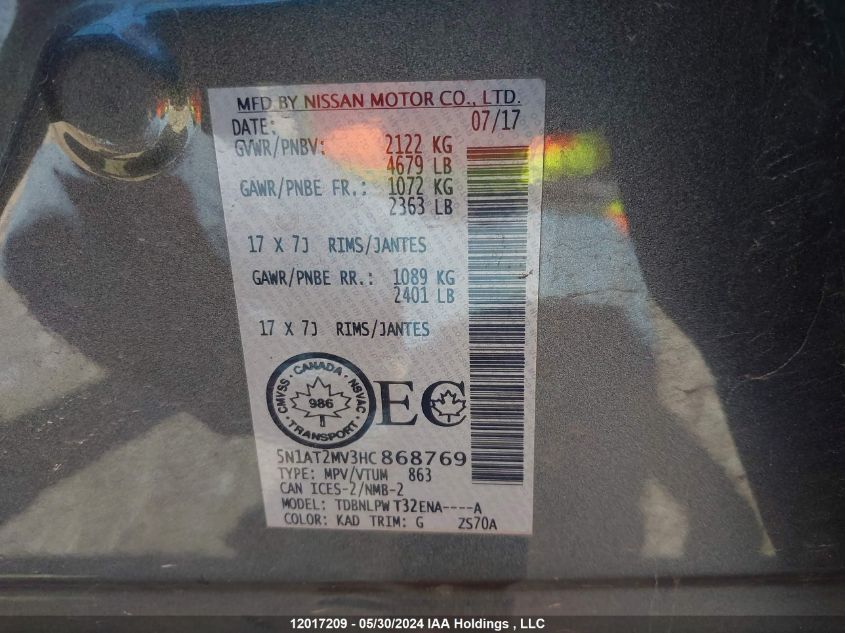 MFD BY NISSAN MOTOR CO., LTD.
DATE: 07/17
GVWR/PNBV: 2122 KG
4679 LB
GAWR/PNBE FR.: 1072 KG
2363 LB
17 X 7J RIMS/JANTES
GAWR/PNBE RR.: 1089 KG
2401 LB
17 X 7J RIMS/JANTES
CANADA
CMVSS NSVAC
986
TRANSPORT
EC
5N1AT2MV3HC868769
TYPE: MPV/VTUM 863
CAN ICES-2/NMB-2
MODEL: TDBNLPW T32ENA----A
COLOR: KAD TRIM: G ZS70A
12017209 - 05/30/2024 IAA Holdings , LLC